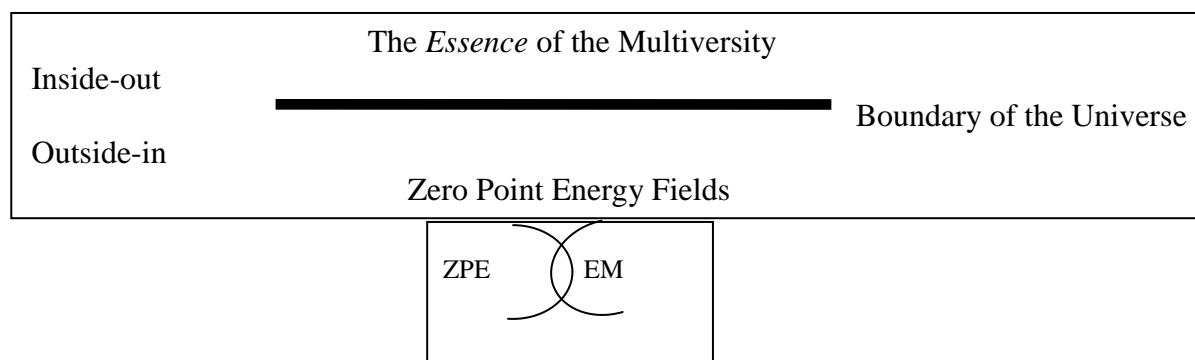 The Essence of the Multiversity
Inside-out
Boundary of the Universe
Outside-in
Zero Point Energy Fields
ZPE EM